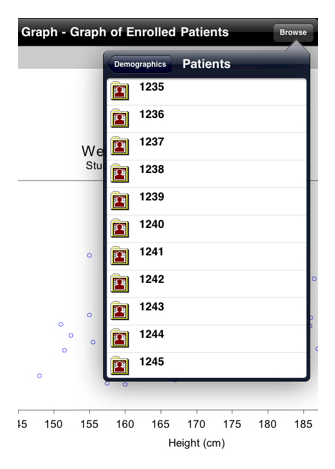 Graph - Graph of Enrolled Patients
Browse
Demographics
Patients
1235
1236
1237
1238
1239
1240
1241
1242
1243
1244
1245
We
Stu
45 150 155 160 165 170 175 180 185
Height (cm)